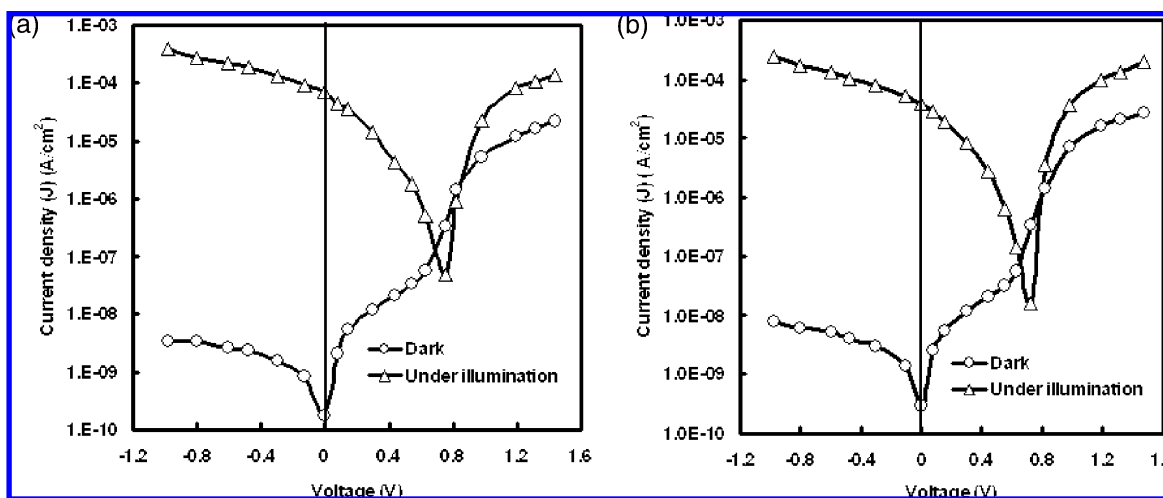 (a)
1.E-03
1.E-04
1.E-05
1.E-06
1.E-07
1.E-08
1.E-09
1.E-10
Current density (J) (A/cm²)
-1.2 -0.8 -0.4 0 0.4 0.8 1.2 1.6
Voltage (V)
Dark
Under illumination
(b)
1.0E-03
1.0E-04
1.0E-05
1.0E-06
1.0E-07
1.0E-08
1.0E-09
1.0E-10
Current density (J) ( A/cm²)
-1.2 -0.8 -0.4 0 0.4 0.8 1.2
Voltage (V)
Dark
Under illumination